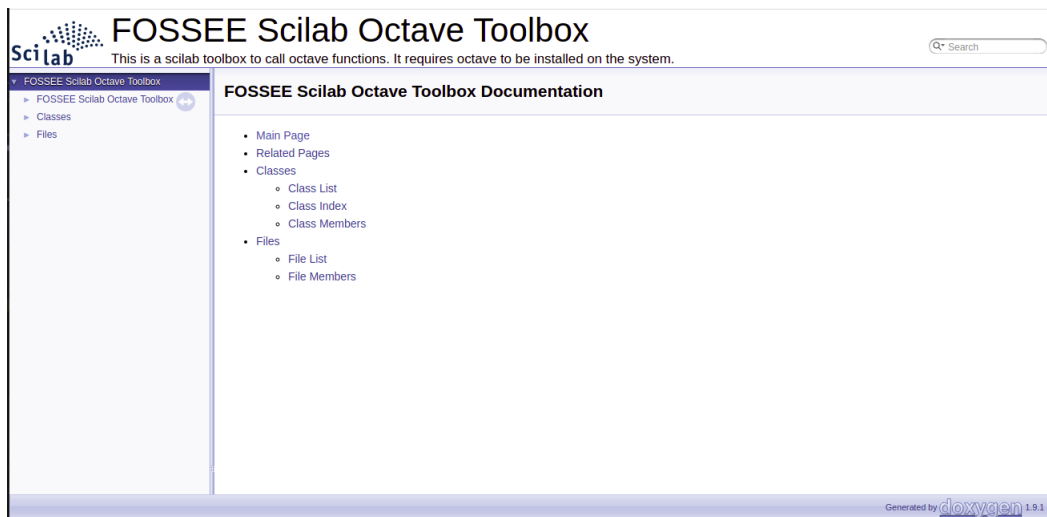 Scilab
FOSSEE Scilab Octave Toolbox
This is a scilab toolbox to call octave functions. It requires octave to be installed on the system.
Search
FOSSEE Scilab Octave Toolbox
FOSSEE Scilab Octave Toolbox
Classes
Files
FOSSEE Scilab Octave Toolbox Documentation
Main Page
Related Pages
Classes
Class List
Class Index
Class Members
Files
File List
File Members
Generated by doxygen 1.9.1